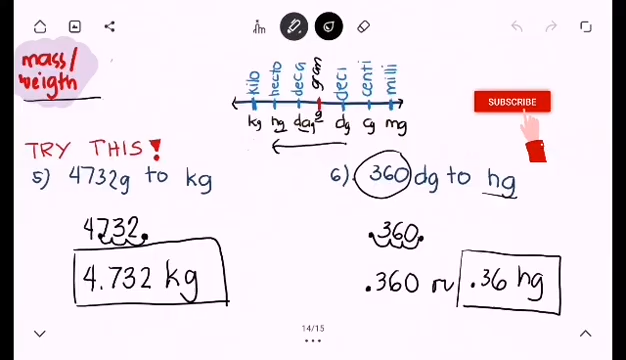 mass/
weigth
kilo hecto deca gram deci centi milli
kg hg dag g dg cg mg
SUBSCRIBE
TRY THIS!
5) 4732g to kg
6). 360 dg to hg
4732
360
4.732 kg
.360 or .36 hg
14/15